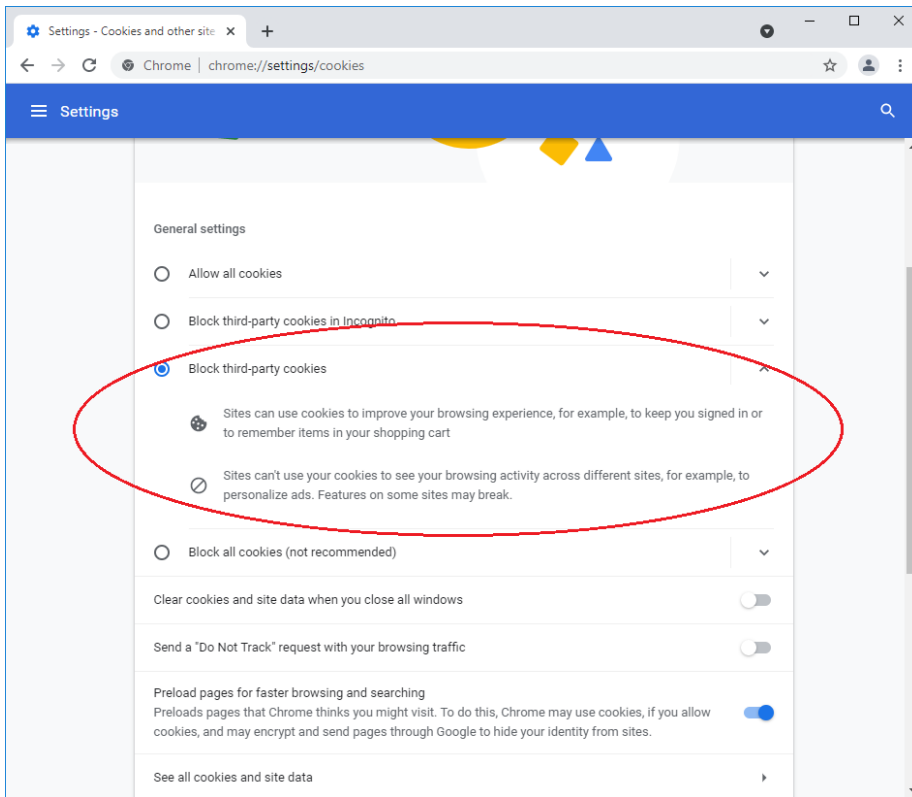 Settings - Cookies and other site
Chrome | chrome://settings/cookies
Settings
General settings
Allow all cookies
Block third-party cookies in Incognito
Block third-party cookies
Sites can use cookies to improve your browsing experience, for example, to keep you signed in or
to remember items in your shopping cart
Sites can't use your cookies to see your browsing activity across different sites, for example, to
personalize ads. Features on some sites may break.
Block all cookies (not recommended)
Clear cookies and site data when you close all windows
Send a "Do Not Track" request with your browsing traffic
Preload pages for faster browsing and searching
Preloads pages that Chrome thinks you might visit. To do this, Chrome may use cookies, if you allow
cookies, and may encrypt and send pages through Google to hide your identity from sites.
See all cookies and site data